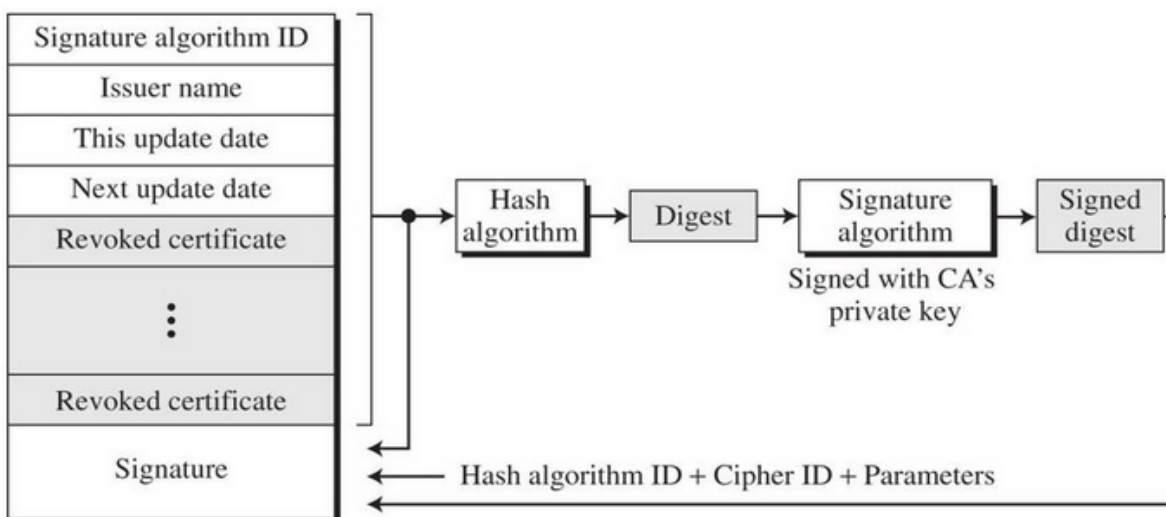 Signature algorithm ID
Issuer name
This update date
Next update date
Revoked certificate
Revoked certificate
Signature
Hash
algorithm
Digest
Signature
algorithm
Signed with CA's
private key
Signed
digest
Hash algorithm ID + Cipher ID + Parameters